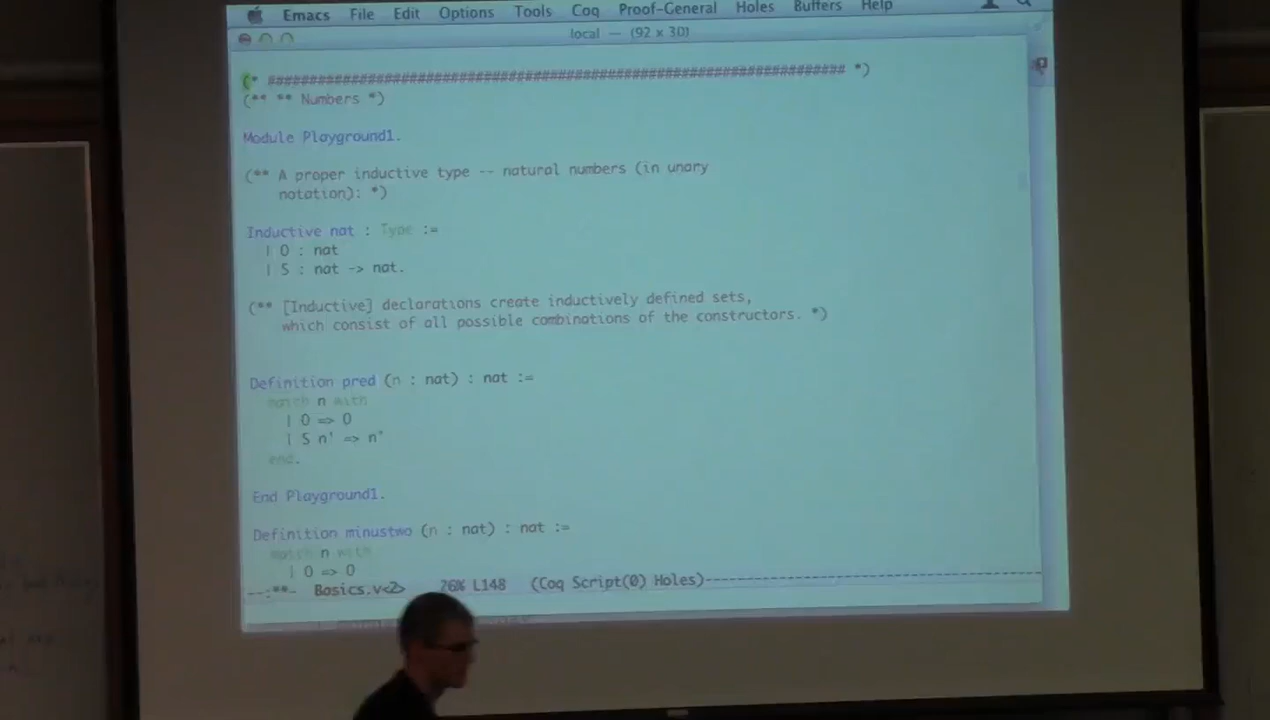 Emacs File Edit Options Tools Coq Proof-General Holes Buffers Help
local — (92 x 30)
(* #################################################################### *)
(** ** Numbers *)
Module Playground1.
(** A proper inductive type -- natural numbers (in unary
notation): *)
Inductive nat : Type :=
| O : nat
| S : nat -> nat.
(** [Inductive] declarations create inductively defined sets,
which consist of all possible combinations of the constructors. *)
Definition pred (n : nat) : nat :=
match n with
| O => O
| S n' => n'
end.
End Playground1.
Definition minustwo (n : nat) : nat :=
match n with
| O => O
--:**- Basics.v<2> 26% L148 (Coq Script(0) Holes)